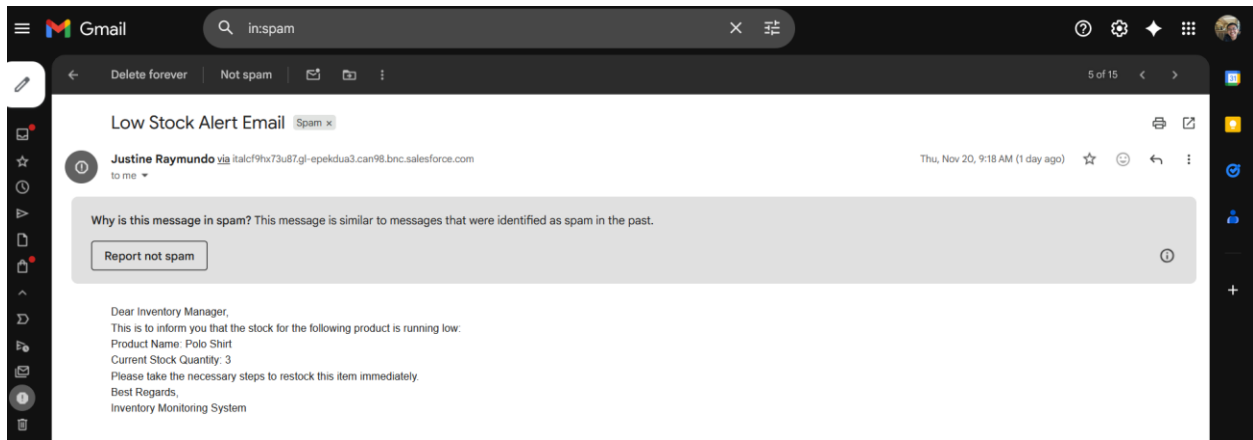 Gmail
in:spam
Delete forever
Not spam
5 of 15
Low Stock Alert Email
Spam ×
Justine Raymundo via italcf9hx73u87.gl-epekdua3.can98.bnc.salesforce.com
Thu, Nov 20, 9:18 AM (1 day ago)
to me
Why is this message in spam? This message is similar to messages that were identified as spam in the past.
Report not spam
Dear Inventory Manager,
This is to inform you that the stock for the following product is running low:
Product Name: Polo Shirt
Current Stock Quantity: 3
Please take the necessary steps to restock this item immediately.
Best Regards,
Inventory Monitoring System
31